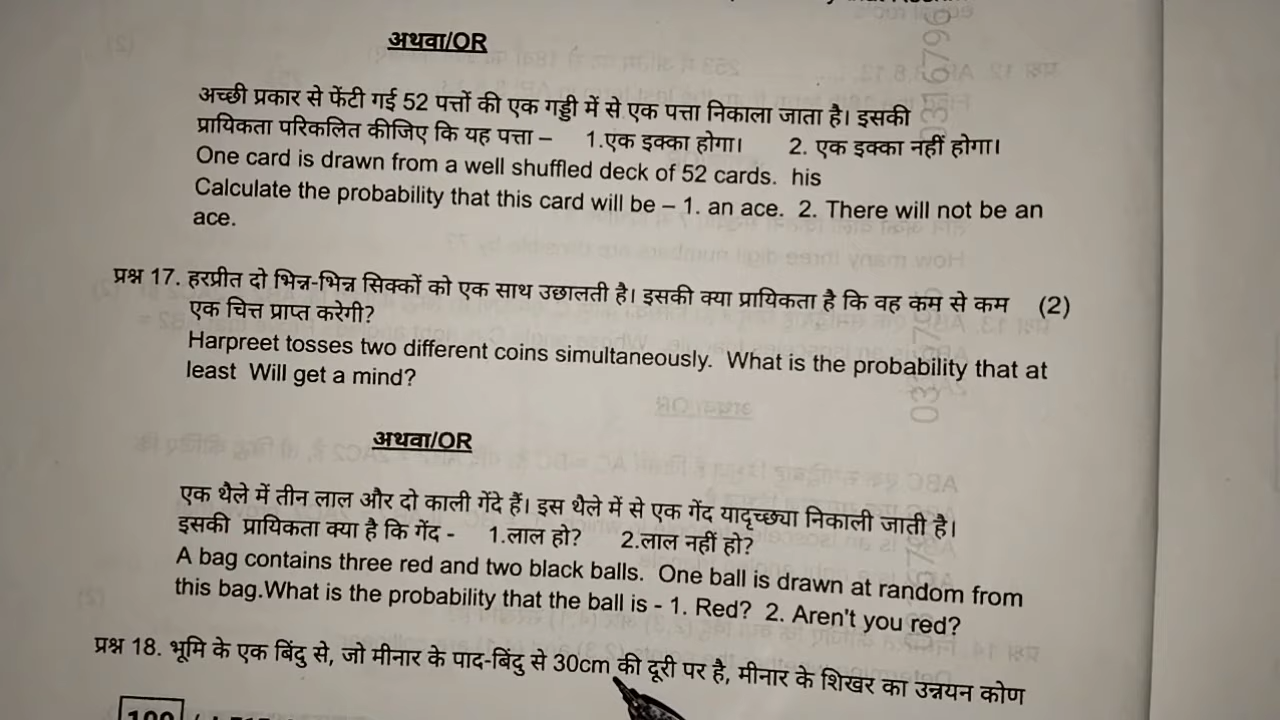 अथवा/OR
अच्छी प्रकार से फेंटी गई 52 पत्तों की एक गड्डी में से एक पत्ता निकाला जाता है। इसकी
प्रायिकता परिकलित कीजिए कि यह पत्ता – 1.एक इक्का होगा। 2. एक इक्का नहीं होगा।
One card is drawn from a well shuffled deck of 52 cards. his
Calculate the probability that this card will be – 1. an ace. 2. There will not be an
ace.
प्रश्न 17. हरप्रीत दो भिन्न-भिन्न सिक्कों को एक साथ उछालती है। इसकी क्या प्रायिकता है कि वह कम से कम (2)
एक चित्त प्राप्त करेगी?
Harpreet tosses two different coins simultaneously. What is the probability that at
least Will get a mind?
अथवा/OR
एक थैले में तीन लाल और दो काली गेंदे हैं। इस थैले में से एक गेंद यादृच्छया निकाली जाती है।
इसकी प्रायिकता क्या है कि गेंद - 1.लाल हो? 2.लाल नहीं हो?
A bag contains three red and two black balls. One ball is drawn at random from
this bag.What is the probability that the ball is - 1. Red? 2. Aren't you red?
प्रश्न 18. भूमि के एक बिंदु से, जो मीनार के पाद-बिंदु से 30cm की दूरी पर है, मीनार के शिखर का उन्नयन कोण